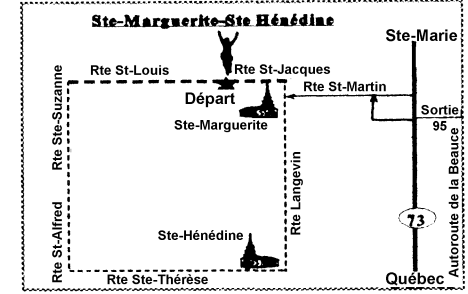 Ste-Marguerite-Ste Hénédine
Ste-Marie
Rte St-Louis
Rte St-Jacques
Rte St-Martin
Départ
Sortie
95
Ste-Marguerite
Rte Ste-Suzanne
Rte St-Alfred
Rte Langevin
Autoroute de la Beauce
73
Ste-Hénédine
Rte Ste-Thérèse
Québec